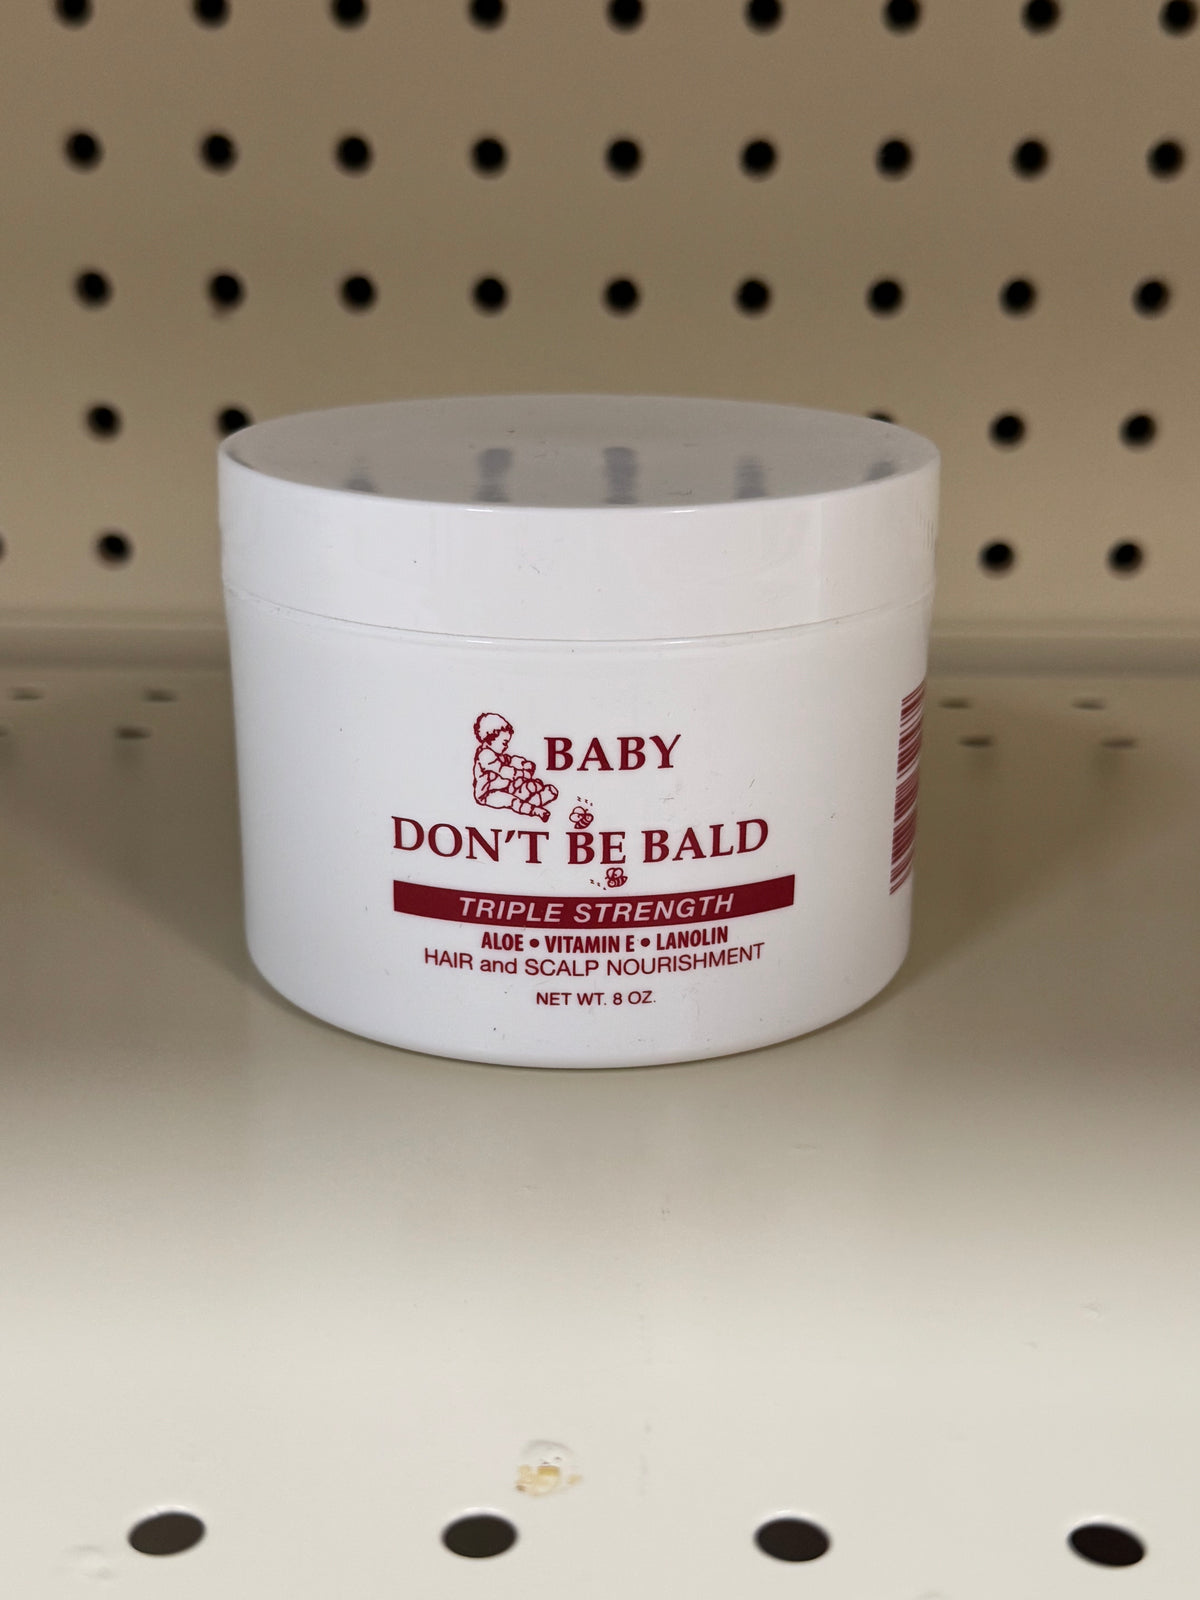 BABY
DON'T BE BALD
TRIPLE STRENGTH
ALOE • VITAMIN E • LANOLIN
HAIR and SCALP NOURISHMENT
NET WT. 8 OZ.